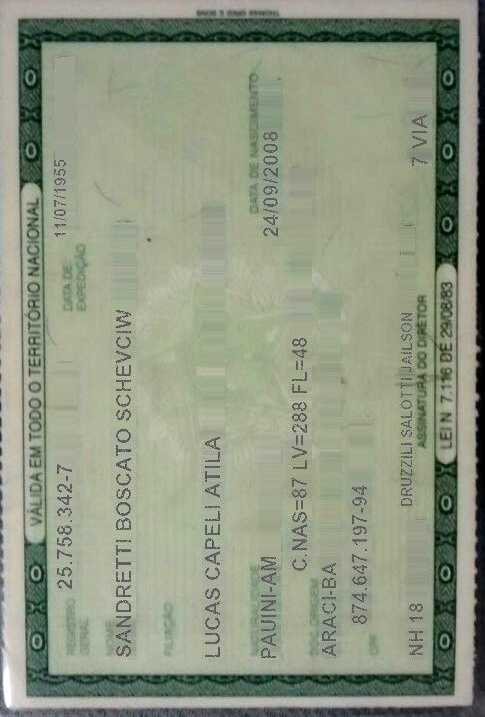 VÁLIDA EM TODO O TERRITÓRIO NACIONAL
REGISTRO GERAL 25.758.342-7 DATA DE EXPEDIÇÃO 11/07/1955
NOME
SANDRETTI BOSCATO SCHEVCIW
FILIAÇÃO
LUCAS CAPELI ATILA
DATA DE NASCIMENTO
PAUINI-AM 24/09/2008
C.NAS=87 LV=288 FL=48
DOC. ORIGEM
ARACI-BA
874.647.197-94
CPF
DRUZZILI SALOTTI JAILSON
NH 18 7 VIA
ASSINATURA DO DIRETOR
LEI N 7.116 DE 29/08/83